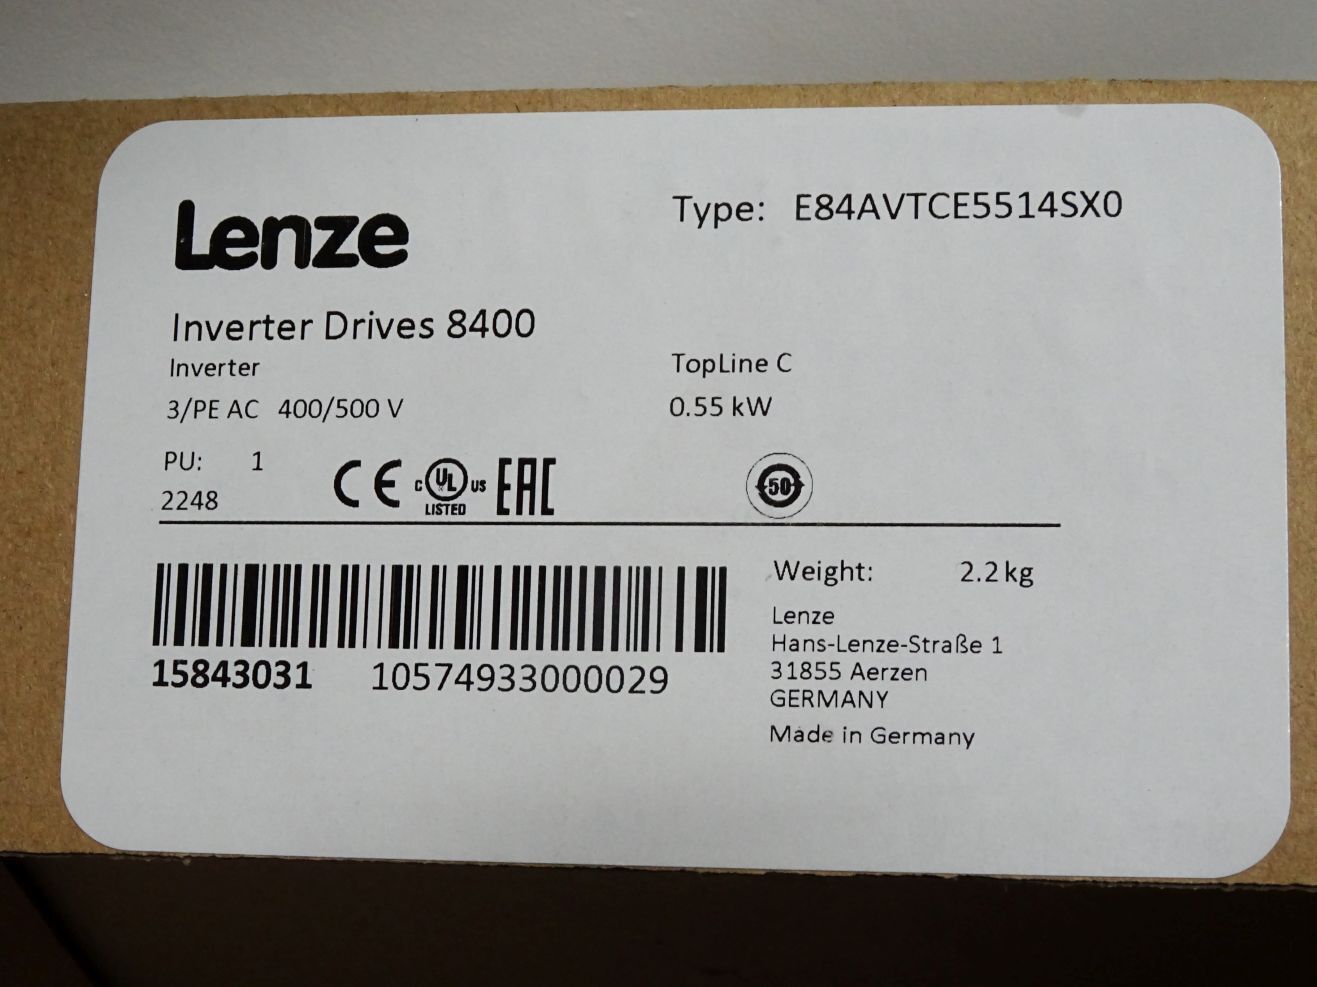 Lenze
Type: E84AVTCE5514SX0
Inverter Drives 8400
Inverter
TopLine C
3/PE AC 400/500 V
0.55 kW
PU: 1
2248
CE
c UL us
LISTED
EAC
50
Weight: 2.2 kg
Lenze
Hans-Lenze-Straße 1
31855 Aerzen
GERMANY
Made in Germany
15843031 10574933000029